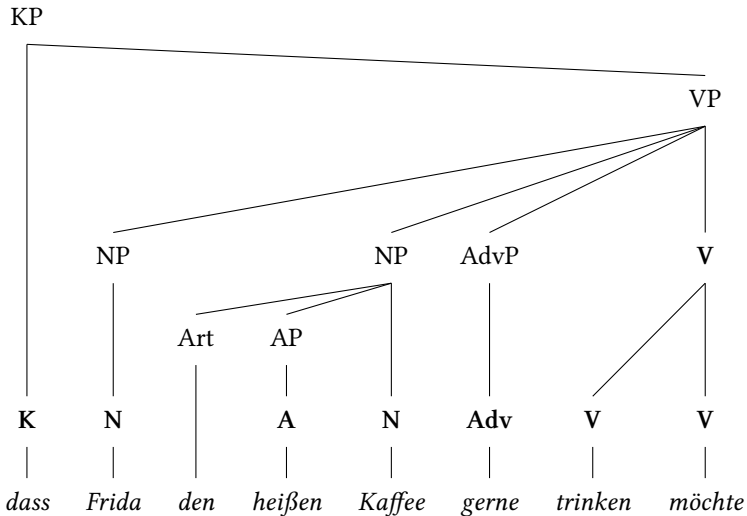 KP
VP
NP NP AdvP V
Art AP
K N A N Adv V V
dass Frida den heißen Kaffee gerne trinken möchte